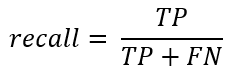 recall = TP / (TP + FN)